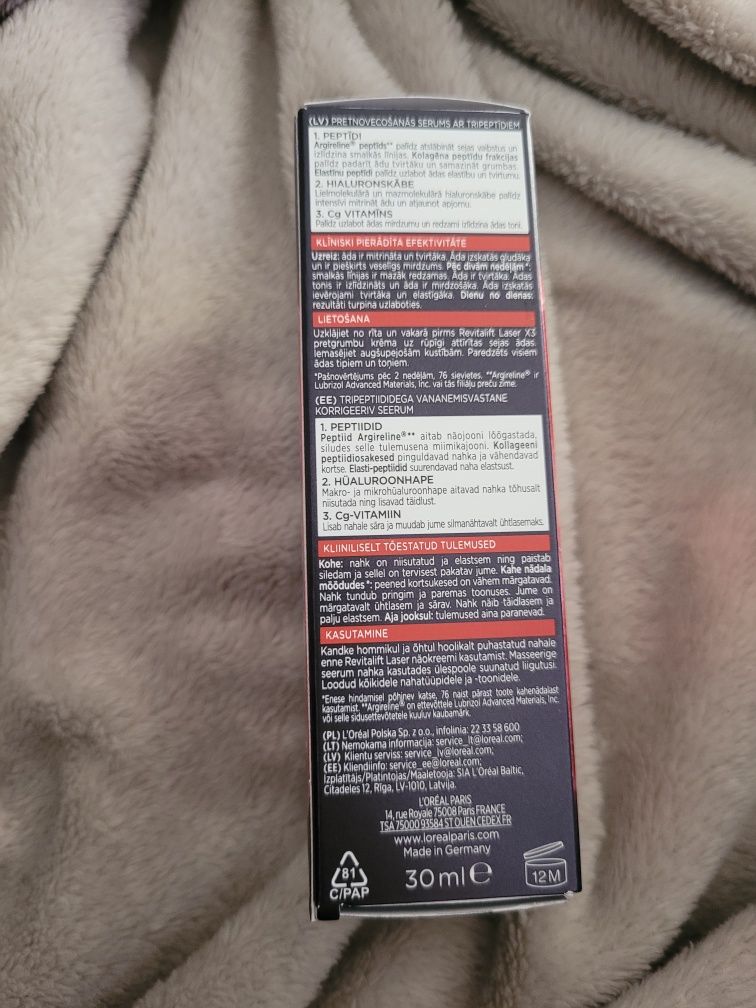 (LV) PRETNOVECOŠANĀS SERUMS AR TRIPEPTĪDIEM
1. PEPTĪDI
Argireline® peptīds** palīdz atslābināt sejas vaibstus un
izlīdzina smalkās līnijas. Kolagēna peptīdu frakcijas
palīdz padarīt ādu tvirtāku un samazināt grumbas.
Elastīnu peptīdi palīdz uzlabot ādas elastību un tvirtumu.
2. HIALURONSKĀBE
Lielmolekulārā un mazmolekulārā hialuronskābe palīdz
intensīvi mitrināt ādu un atjaunot apjomu.
3. Cg VITAMĪNS
Palīdz uzlabot ādas mirdzumu un redzami izlīdzina ādas toni.
KLĪNISKI PIERĀDĪTA EFEKTIVITĀTE
Uzreiz: āda ir mitrināta un tvirtāka. Āda izskatās gludāka
un ir piešķirts veselīgs mirdzums. Pēc divām nedēļām*:
smalkās līnijas ir mazāk redzamas. Āda ir tvirtāka. Ādas
tonis ir izlīdzināts un āda ir mirdzošāka. Āda izskatās
ievērojami tvirtāka un elastīgāka. Dienu no dienas:
rezultāti turpina uzlaboties.
LIETOŠANA
Uzklājiet no rīta un vakarā pirms Revitalift Laser X3
pretgrumbu krēma uz rūpīgi attīrītas sejas ādas.
Iemasējiet augšupejošām kustībām. Paredzēts visiem
ādas tipiem un toņiem.
*Pašnovērtējums pēc 2 nedēļām, 76 sievietes. **Argireline® ir
Lubrizol Advanced Materials, Inc. vai tās filiāļu preču zīme.
(EE) TRIPEPTIIDIDEGA VANANEMISVASTANE
KORRIGEERIV SEERUM
1. PEPTIIDID
Peptiid Argireline®** aitab näojooni lõõgastada,
siludes selle tulemusena miimikajooni. Kollageeni
peptiidiosakesed pinguldavad nahka ja vähendavad
kortse. Elasti-peptiidid suurendavad naha elastsust.
2. HÜALUROONHAPE
Makro- ja mikrohüaluroonhape aitavad nahka tõhusalt
niisutada ning lisavad täidlust.
3. Cg-VITAMIIN
Lisab nahale sära ja muudab jume silmanähtavalt ühtlasemaks.
KLIINILISELT TÕESTATUD TULEMUSED
Kohe: nahk on niisutatud ja elastsem ning paistab
siledam ja sellel on tervisest pakatav jume. Kahe nädala
möödudes*: peened kortsukesed on vähem märgatavad.
Nahk tundub pringim ja paremas toonuses. Jume on
märgatavalt ühtlasem ja särav. Nahk näib täidlasem ja
palju elastsem. Aja jooksul: tulemused aina paranevad.
KASUTAMINE
Kandke hommikul ja õhtul hoolikalt puhastatud nahale
enne Revitalift Laser näokreemi kasutamist. Masseerige
seerum nahka kasutades ülespoole suunatud liigutusi.
Loodud kõikidele nahatüüpidele ja -toonidele.
*Enese hindamisel põhinev katse, 76 naist pärast toote kahenädalast
kasutamist. **Argireline® on ettevõttele Lubrizol Advanced Materials, Inc.
või selle sidusettevõtetele kuuluv kaubamärk.
(PL) L'Oréal Polska Sp. z o.o., infolinia: 22 33 58 600
(LT) Nemokama informacija: service_lt@loreal.com;
(LV) Klientu serviss: service_lv@loreal.com;
(EE) Kliendiinfo: service_ee@loreal.com;
Izplatītājs/Platintojas/Maaletooja: SIA L'Oréal Baltic,
Citadeles 12, Rīga, LV-1010, Latvija.
L'ORÉAL PARIS
14, rue Royale 75008 Paris FRANCE
TSA 75000 93584 ST OUEN CEDEX FR
www.lorealparis.com
Made in Germany
81
C/PAP
30 ml e
12 M